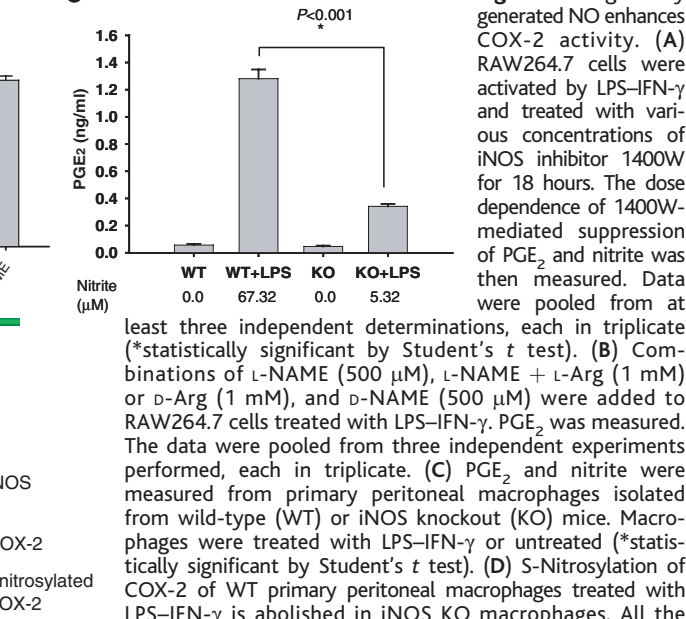 P<0.001
*
1.6
1.4
1.2
1.0
0.8
0.6
0.4
0.2
0.0
PGE2 (ng/ml)
WT WT+LPS KO KO+LPS
Nitrite
(μM)
0.0 67.32 0.0 5.32
generated NO enhances
COX-2 activity. (A)
RAW264.7 cells were
activated by LPS–IFN-γ
and treated with vari-
ous concentrations of
iNOS inhibitor 1400W
for 18 hours. The dose
dependence of 1400W-
mediated suppression
of PGE2 and nitrite was
then measured. Data
were pooled from at
least three independent determinations, each in triplicate
(*statistically significant by Student's t test). (B) Com-
binations of L-NAME (500 μM), L-NAME + L-Arg (1 mM)
or D-Arg (1 mM), and D-NAME (500 μM) were added to
RAW264.7 cells treated with LPS–IFN-γ. PGE2 was measured.
The data were pooled from three independent experiments
performed, each in triplicate. (C) PGE2 and nitrite were
measured from primary peritoneal macrophages isolated
from wild-type (WT) or iNOS knockout (KO) mice. Macro-
phages were treated with LPS–IFN-γ or untreated (*statis-
tically significant by Student's t test). (D) S-Nitrosylation of
COX-2 of WT primary peritoneal macrophages treated with
LPS–IFN-γ is abolished in iNOS KO macrophages. All the
OX-2
nitrosylated
OX-2